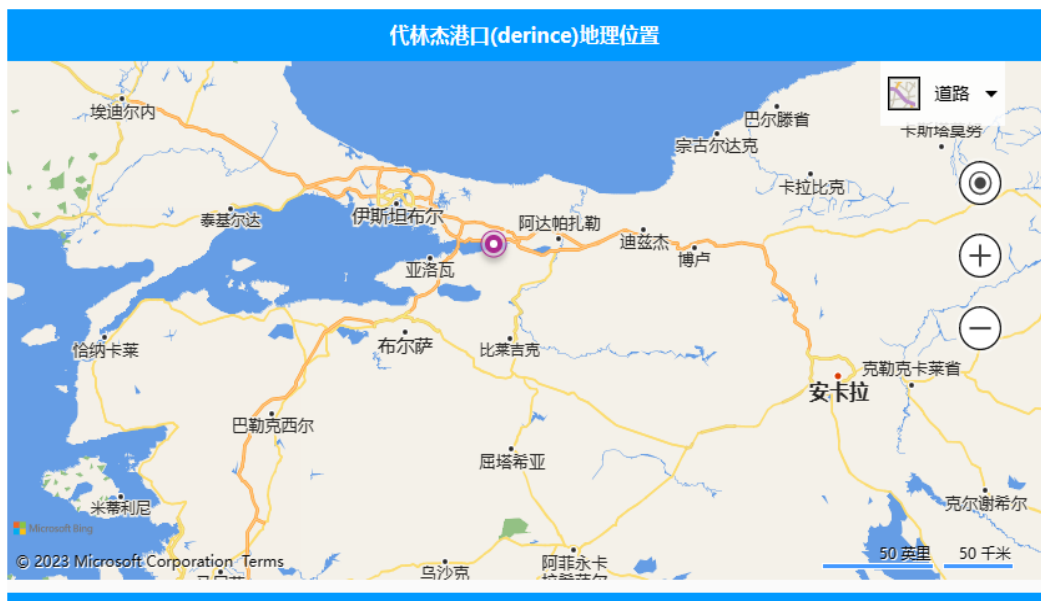 代林杰港口(derince)地理位置
道路
埃迪尔内
巴尔滕省
卡斯塔莫努
宗古尔达克
卡拉比克
泰基尔达
伊斯坦布尔
阿达帕扎勒
迪兹杰
博卢
亚洛瓦
恰纳卡莱
布尔萨
比莱吉克
克勒克卡莱省
安卡拉
巴勒克西尔
屈塔希亚
米蒂利尼
克尔谢希尔
Microsoft Bing
© 2023 Microsoft Corporation Terms
乌沙克
阿菲永卡
50 英里
50 千米